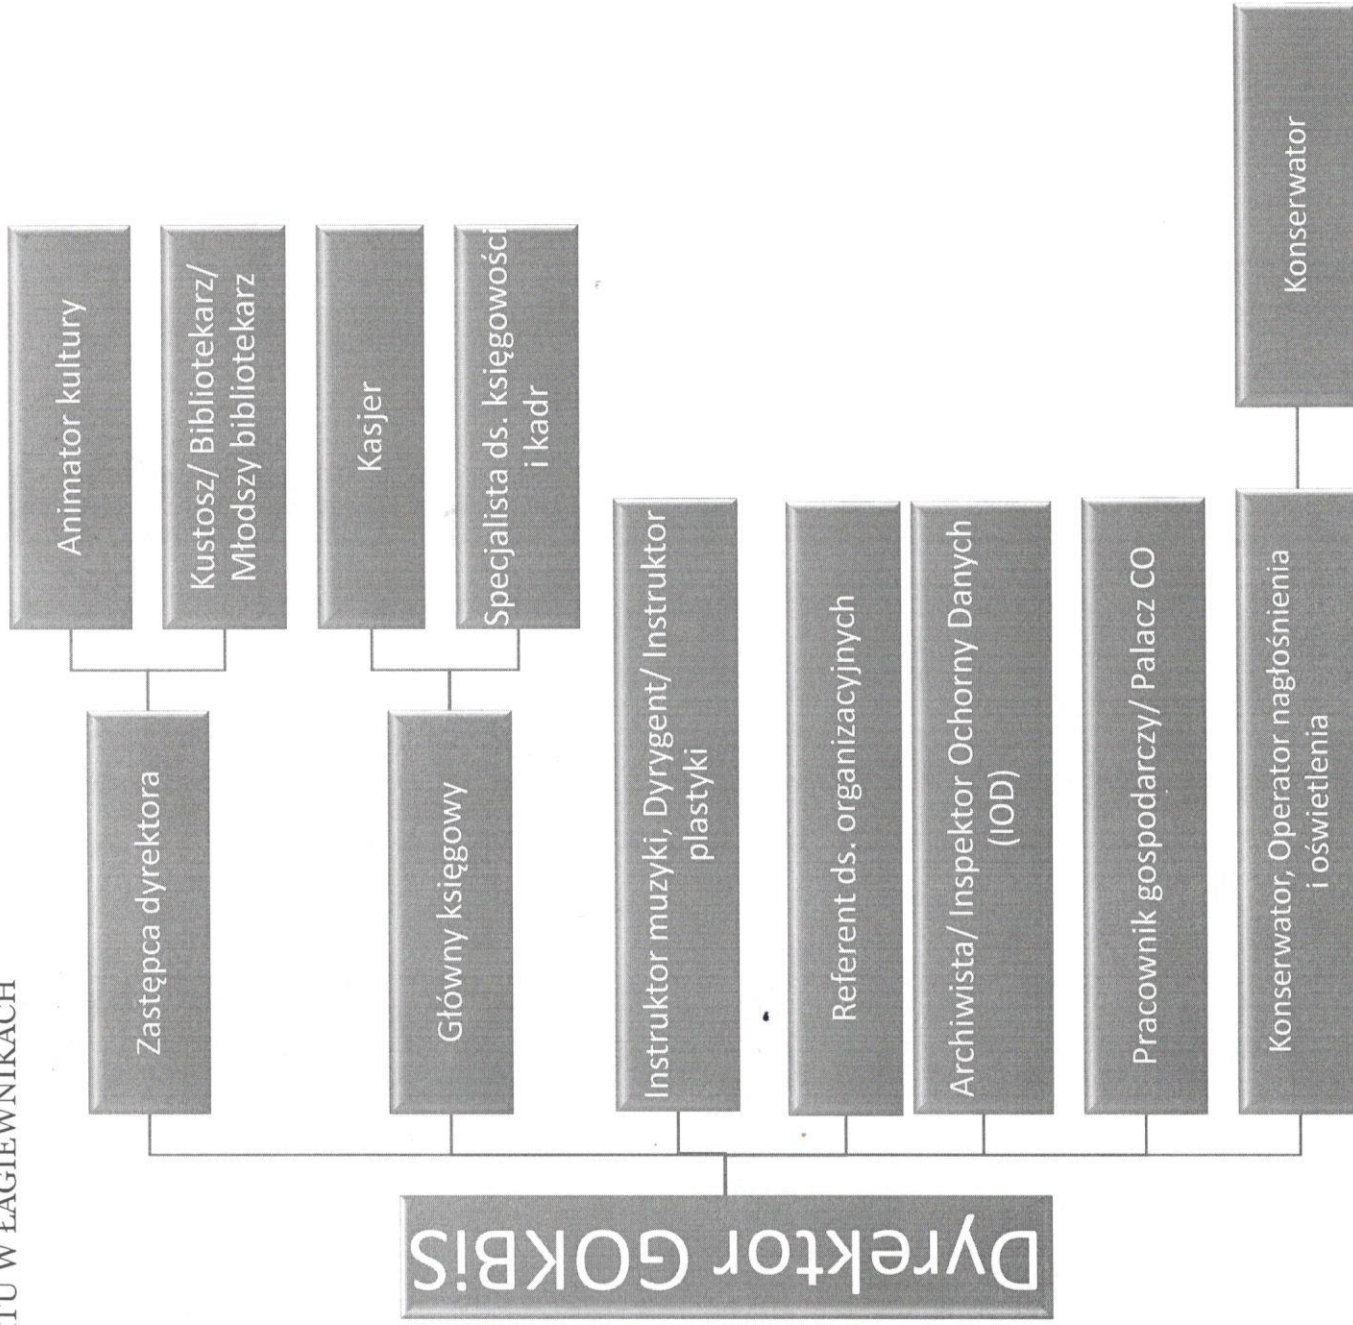 TU W ŁAGIEWNIKACH
Dyrektor GOKBiS
Zastępca dyrektora
Animator kultury
Kustosz/ Bibliotekarz/
Młodszy bibliotekarz
Główny księgowy
Kasjer
Specjalista ds. księgowości
i kadr
Instruktor muzyki, Dyrygent/ Instruktor
plastyki
Referent ds. organizacyjnych
Archiwista/ Inspektor Ochorny Danych
(IOD)
Pracownik gospodarczy/ Palacz CO
Konserwator, Operator nagłośnienia
i oświetlenia
Konserwator